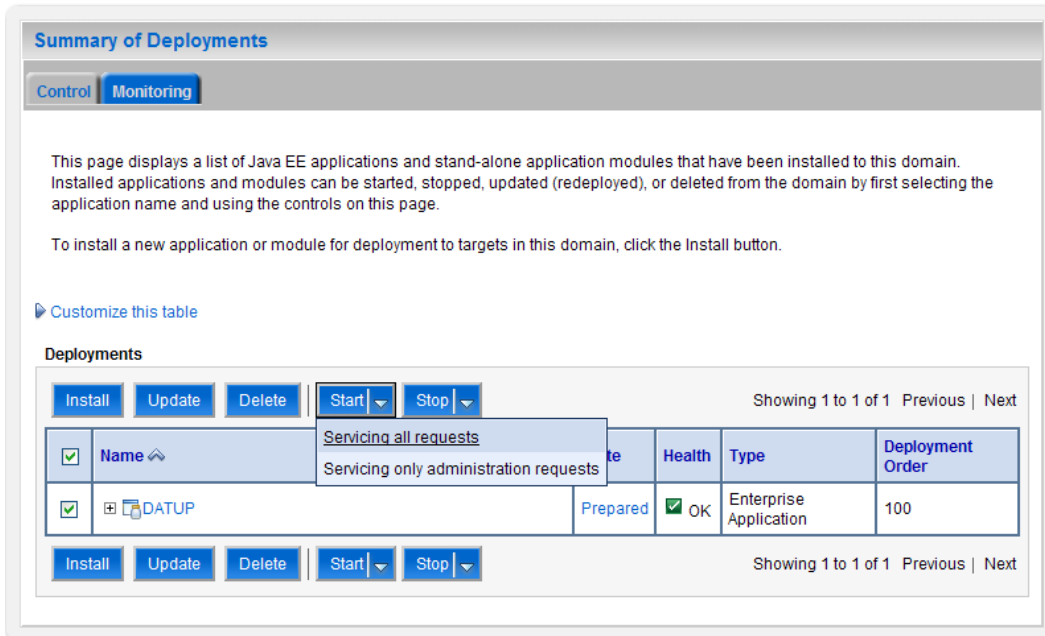 Summary of Deployments
Control Monitoring
This page displays a list of Java EE applications and stand-alone application modules that have been installed to this domain.
Installed applications and modules can be started, stopped, updated (redeployed), or deleted from the domain by first selecting the
application name and using the controls on this page.
To install a new application or module for deployment to targets in this domain, click the Install button.
Customize this table
Deployments
Install Update Delete Start Stop Showing 1 to 1 of 1 Previous | Next
Servicing all requests
Servicing only administration requests
Name te Health Type Deployment
Order
DATUP Prepared OK Enterprise
Application 100
Install Update Delete Start Stop Showing 1 to 1 of 1 Previous | Next